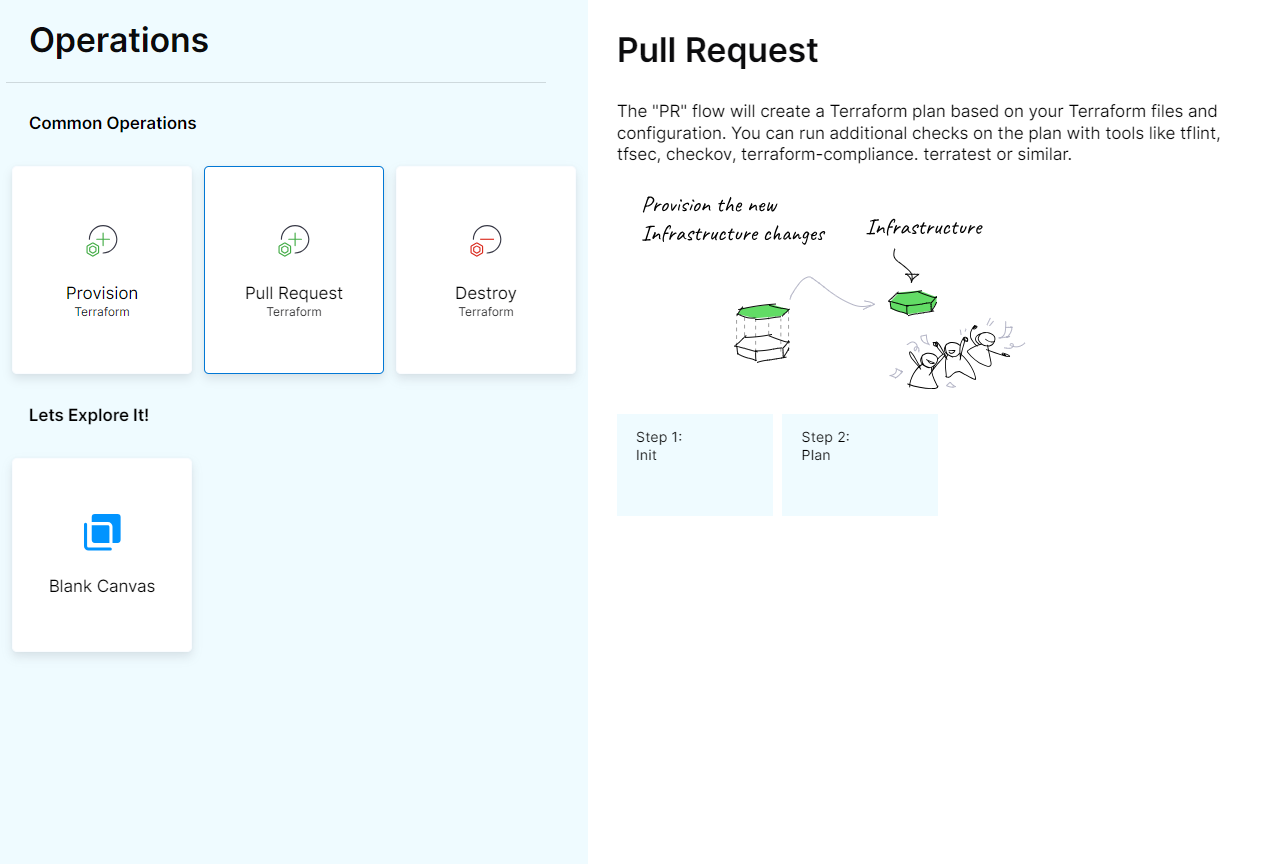 Operations
Common Operations
Provision
Terraform
Pull Request
Terraform
Destroy
Terraform
Lets Explore It!
Blank Canvas
Pull Request
The "PR" flow will create a Terraform plan based on your Terraform files and
configuration. You can run additional checks on the plan with tools like tflint,
tfsec, checkov, terraform-compliance. terratest or similar.
Provision the new
Infrastructure changes
Infrastructure
Step 1:
Init
Step 2:
Plan